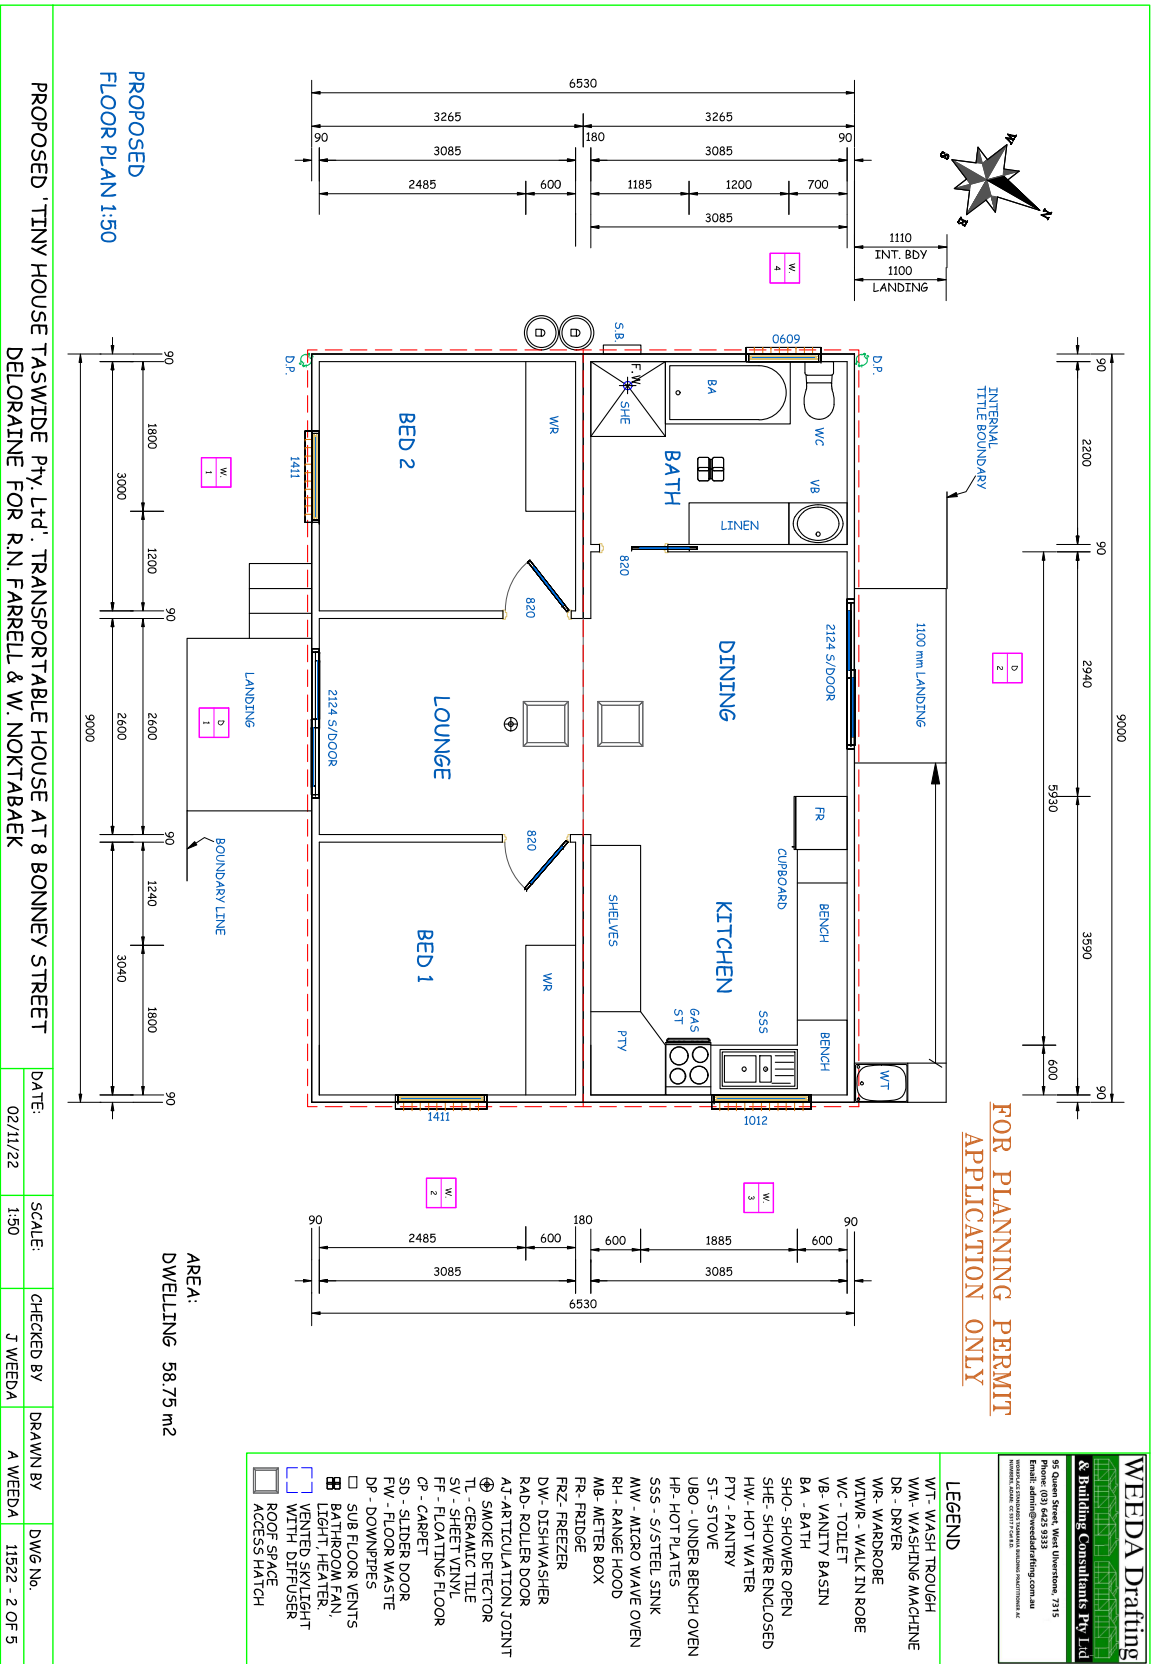 WEEDA Drafting
& Building Consultants Pty Ltd
95 Queen Street, West Ulverstone, 7315
Phone: (03) 6425 9333
Email: admin@weedadrafting.com.au
LEGEND
WT- WASH TROUGH
WM- WASHING MACHINE
DR - DRYER
WR- WARDROBE
WIWR - WALK IN ROBE
WC - TOILET
VB- VANITY BASIN
BA - BATH
SHO- SHOWER OPEN
SHE- SHOWER ENCLOSED
HW- HOT WATER
PTY - PANTRY
ST- STOVE
UBO - UNDER BENCH OVEN
HP- HOT PLATES
SSS - S/STEEL SINK
MW - MICRO WAVE OVEN
RH - RANGE HOOD
MB- METER BOX
FR- FRIDGE
FRZ- FREEZER
DW- DISHWASHER
RAD- ROLLER DOOR
AJ-ARTICULATION JOINT
SMOKE DETECTOR
TL - CERAMIC TILE
SV - SHEET VINYL
FF - FLOATING FLOOR
CP - CARPET
SD - SLIDER DOOR
FW - FLOOR WASTE
DP - DOWNPIPES
SUB FLOOR VENTS
BATHROOM FAN,
LIGHT, HEATER.
VENTED SKYLIGHT
WITH DIFFUSER
ROOF SPACE
ACCESS HATCH
FOR PLANNING PERMIT
APPLICATION ONLY
N
E
S
W
9000
90
2200
90
2940
3590
90
5930
600
INTERNAL
TITLE BOUNDARY
1100 mm LANDING
D
2
WT
D.P.
0609
2124 S/DOOR
1110
INT. BDY
1100
LANDING
W.
4
WC
VB
BA
BATH
LINEN
S.B.
F.W.
SHE
820
DINING
FR
CUPBOARD
BENCH
BENCH
KITCHEN
SSS
GAS
ST
SHELVES
PTY
1012
W.
3
WR
BED 2
820
LOUNGE
820
WR
BED 1
1411
W.
2
D.P.
1411
W.
1
2124 S/DOOR
LANDING
D
1
BOUNDARY LINE
6530
3265
3265
90
3085
180
3085
90
2485
600
1185
1200
700
3085
90
180
90
2485
600
600
1885
600
3085
3085
6530
90
1800
1200
90
2600
90
1240
1800
90
3000
2600
3040
9000
AREA:
DWELLING 58.75 m2
PROPOSED
FLOOR PLAN 1:50
PROPOSED 'TINY HOUSE TASWIDE Pty. Ltd'. TRANSPORTABLE HOUSE AT 8 BONNEY STREET
DELORAINE FOR R.N. FARRELL & W. NOKTABAEK
DATE:
02/11/22
SCALE:
1:50
CHECKED BY
J WEEDA
DRAWN BY
A WEEDA
DWG No.
11522 - 2 OF 5